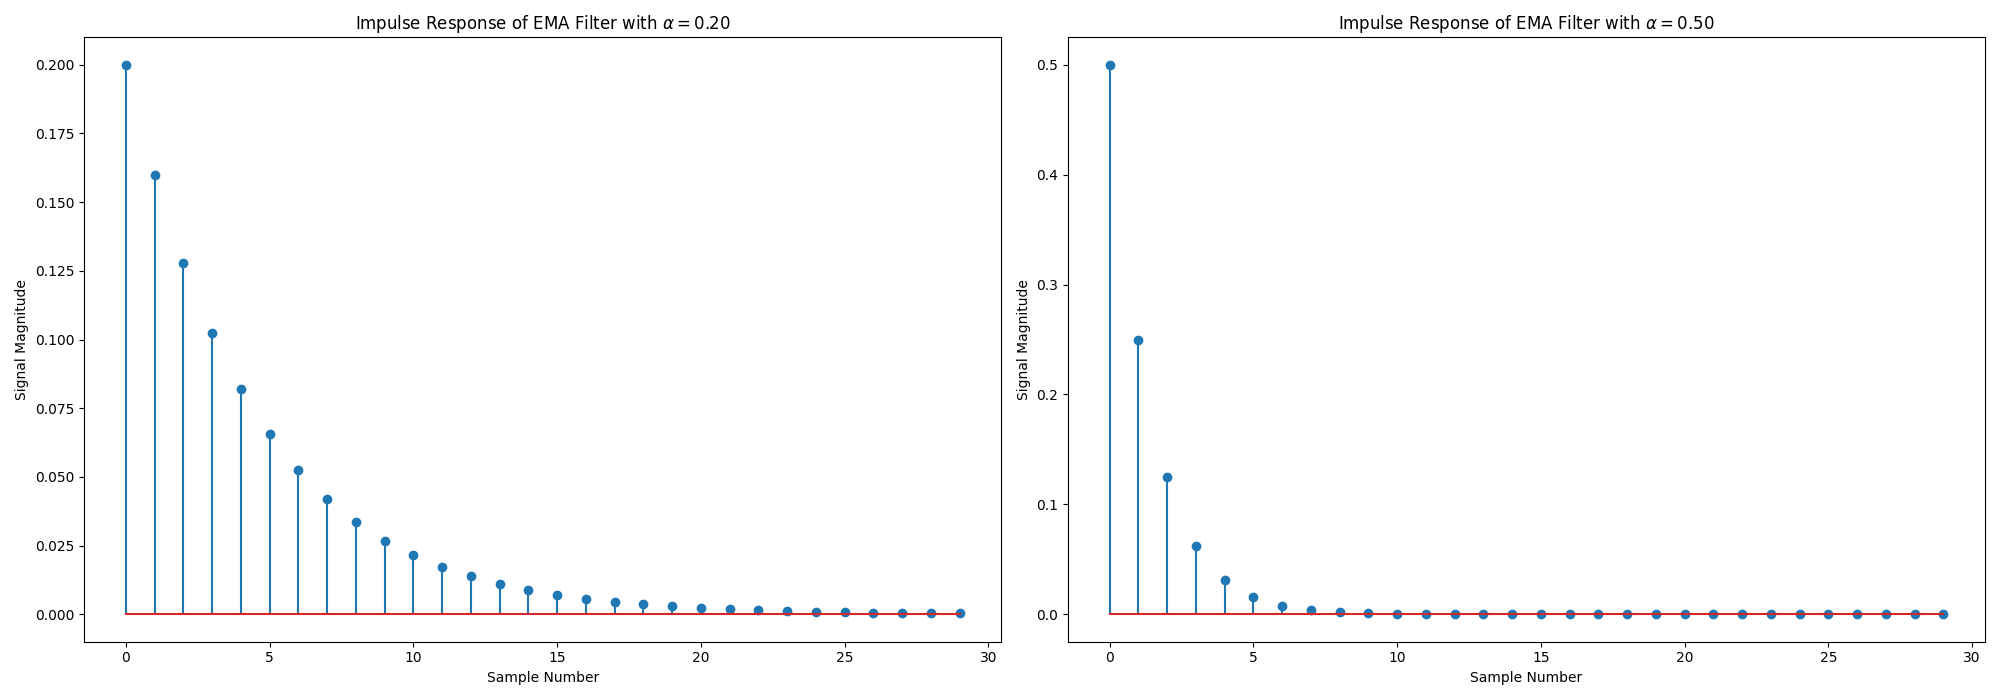 Impulse Response of EMA Filter with α = 0.20
Signal Magnitude
0.200
0.175
0.150
0.125
0.100
0.075
0.050
0.025
0.000
0 5 10 15 20 25 30
Sample Number
Impulse Response of EMA Filter with α = 0.50
Signal Magnitude
0.5
0.4
0.3
0.2
0.1
0.0
0 5 10 15 20 25 30
Sample Number